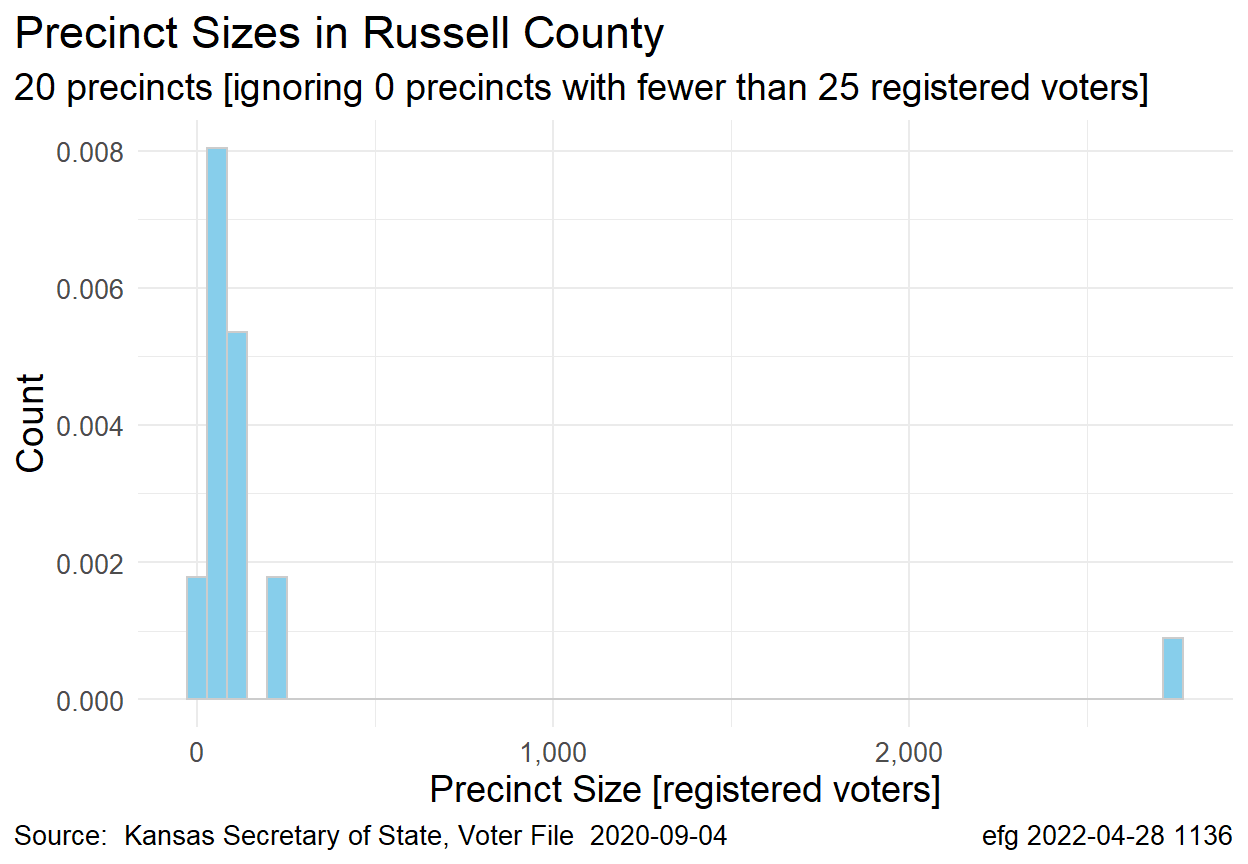 Precinct Sizes in Russell County
20 precincts [ignoring 0 precincts with fewer than 25 registered voters]
0.008
0.006
0.004
0.002
0.000
Count
0 1,000 2,000
Precinct Size [registered voters]
Source:  Kansas Secretary of State, Voter File  2020-09-04 efg 2022-04-28 1136